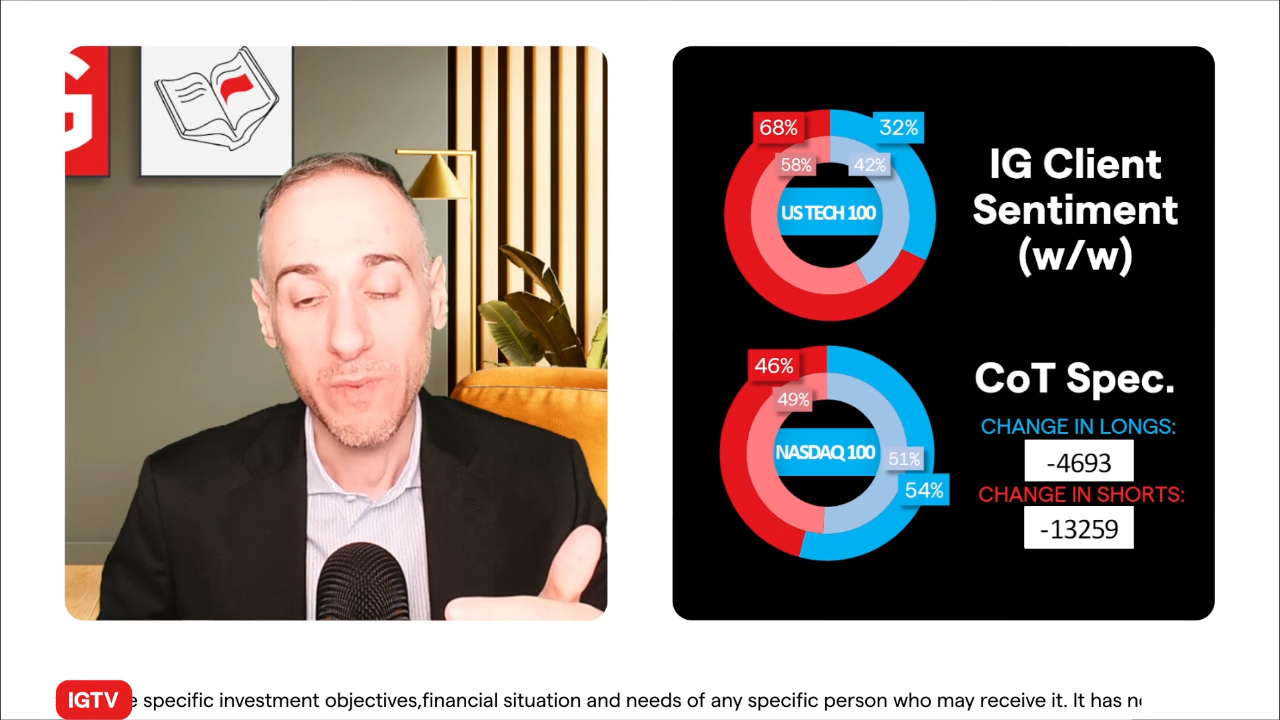 G
68%
32%
58%
42%
US TECH 100
IG Client
Sentiment
(w/w)
46%
49%
NASDAQ 100
51%
54%
CoT Spec.
CHANGE IN LONGS:
-4693
CHANGE IN SHORTS:
-13259
IGTV
specific investment objectives,financial situation and needs of any specific person who may receive it. It has